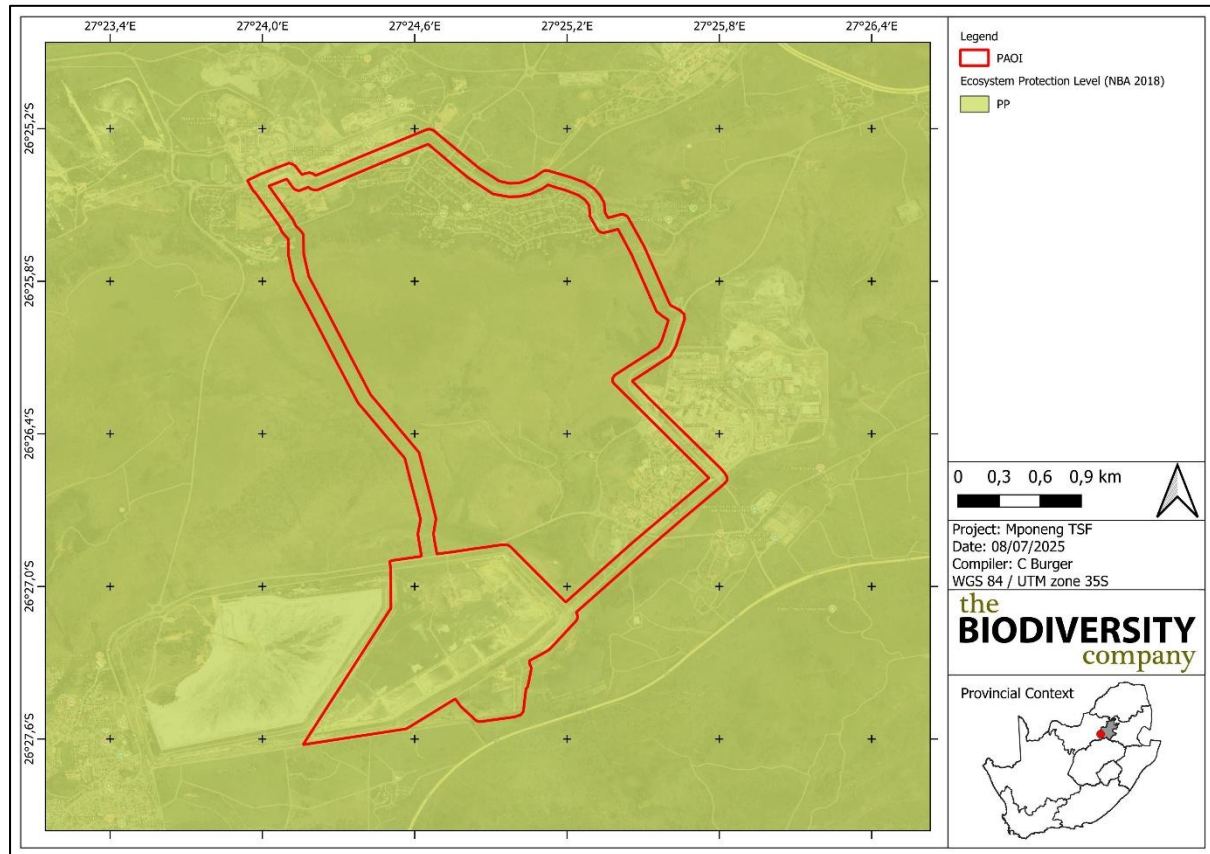 27°23,4'E 27°24,0'E 27°24,6'E 27°25,2'E 27°25,8'E 27°26,4'E
26°25,2'S
26°25,8'S
26°26,4'S
27°27,0'S
26°27,6'S
Legend
PAOI
Ecosystem Protection Level (NBA 2018)
PP
0 0,3 0,6 0,9 km
Project: Mponeng TSF
Date: 08/07/2025
Compiler: C Burger
WGS 84 / UTM zone 35S
the
BIODIVERSITY
company
Provincial Context